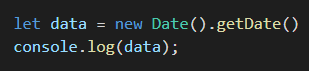 let data = new Date().getDate()
console.log(data);